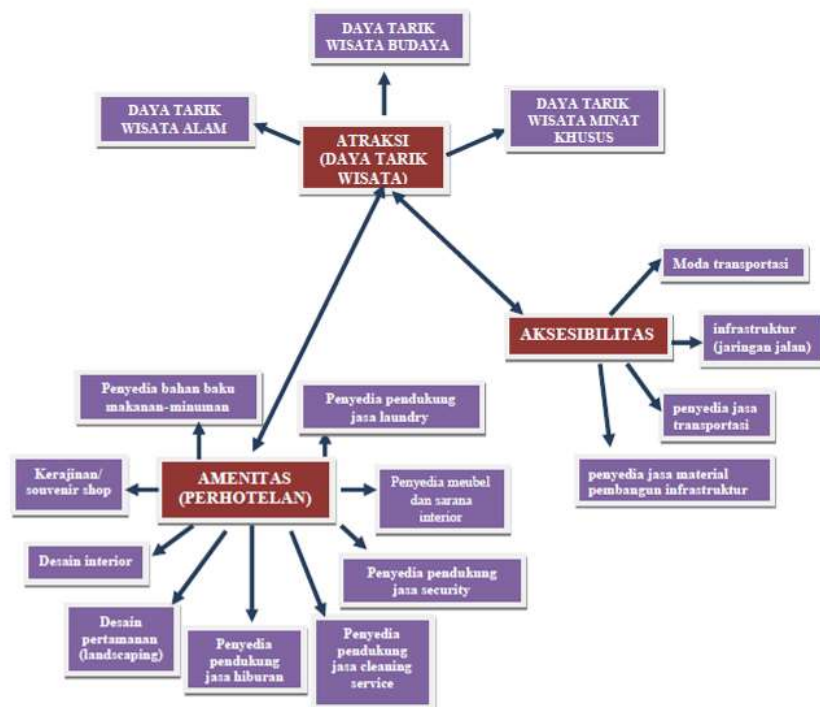 DAYA TARIK
WISATA BUDAYA
DAYA TARIK
WISATA ALAM
DAYA TARIK
WISATA MINAT
KHUSUS
ATRAKSI
(DAYA TARIK
WISATA)
Moda transportasi
AKSESIBILITAS
infrastruktur
(jaringan jalan)
penyedia jasa
transportasi
penyedia jasa material
pembangun infrastruktur
Penyedia bahan baku
makanan-minuman
Penyedia pendukung
jasa laundry
Kerajinan/
souvenir shop
AMENITAS
(PERHOTELAN)
Penyedia meubel
dan sarana
interior
Desain interior
Penyedia pendukung
jasa security
Desain
pertamanan
(landscaping)
Penyedia
pendukung
jasa hiburan
Penyedia
pendukung
jasa cleaning
service